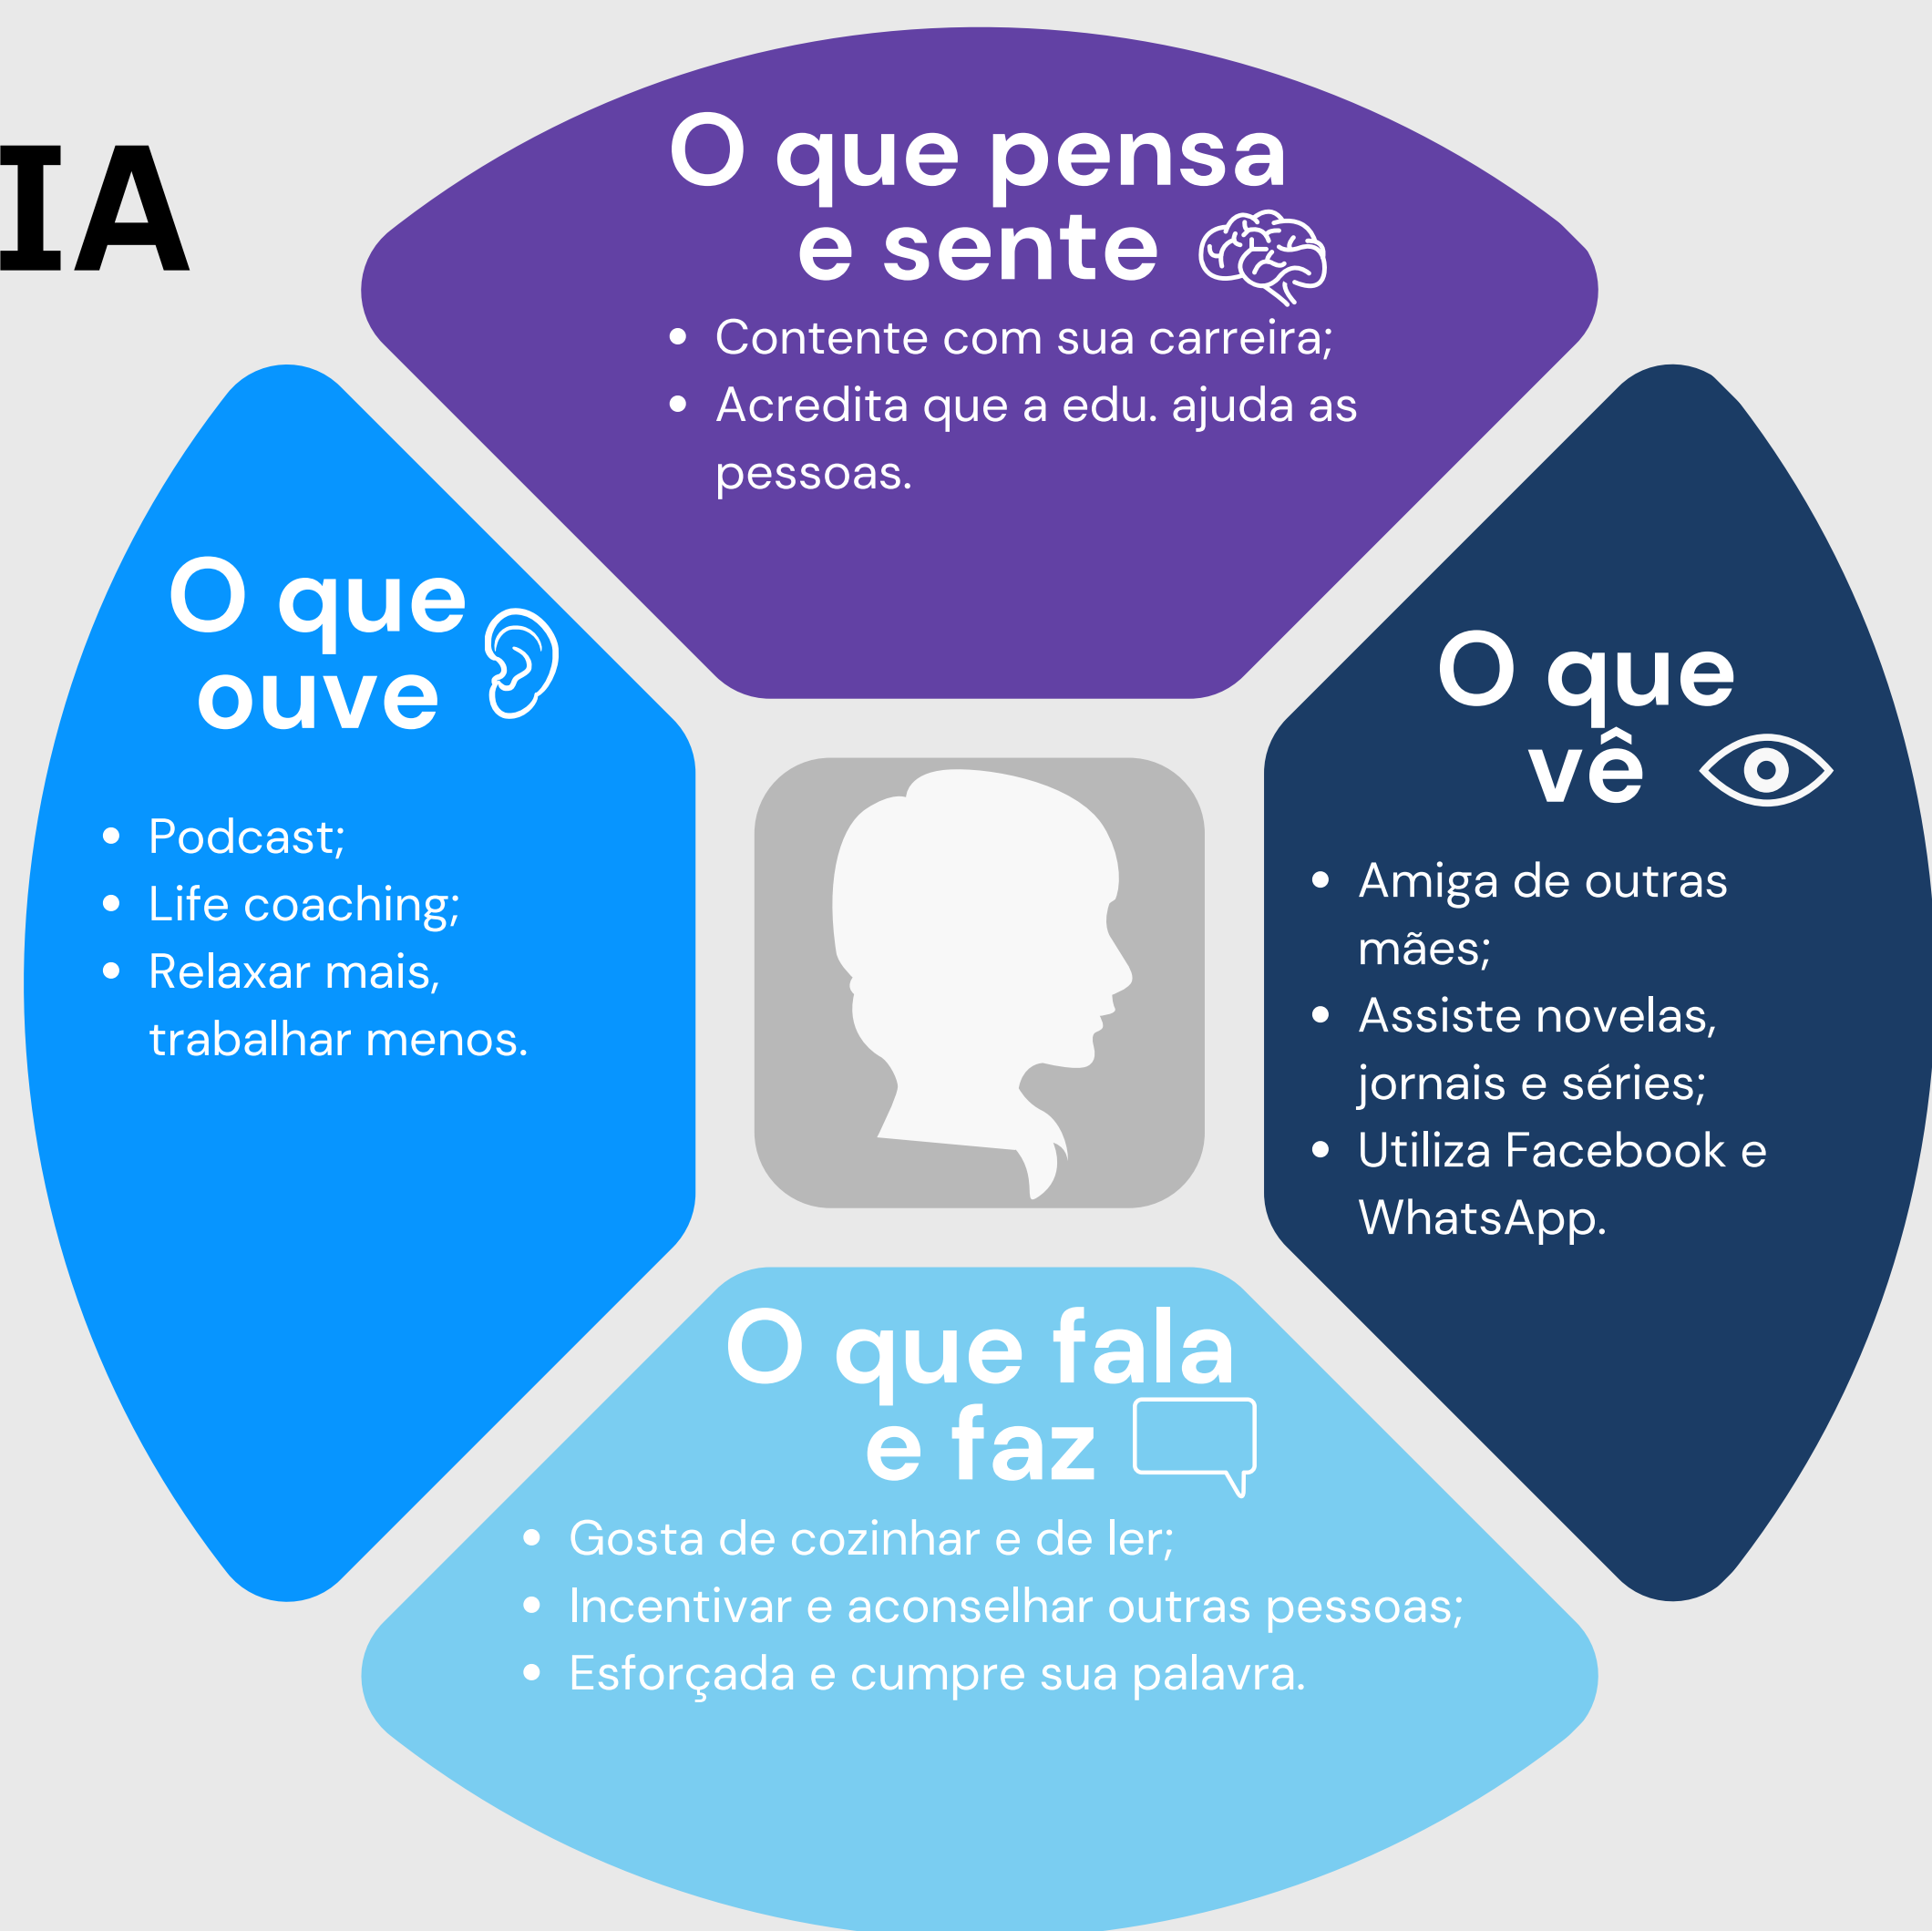 IA
O que pensa
e sente
Contente com sua carreira;
Acredita que a edu. ajuda as
pessoas.
O que
ouve
Podcast;
Life coaching;
Relaxar mais,
trabalhar menos.
O que
vê
Amiga de outras
mães;
Assiste novelas,
jornais e séries;
Utiliza Facebook e
WhatsApp.
O que fala
e faz
Gosta de cozinhar e de ler;
Incentivar e aconselhar outras pessoas;
Esforçada e cumpre sua palavra.